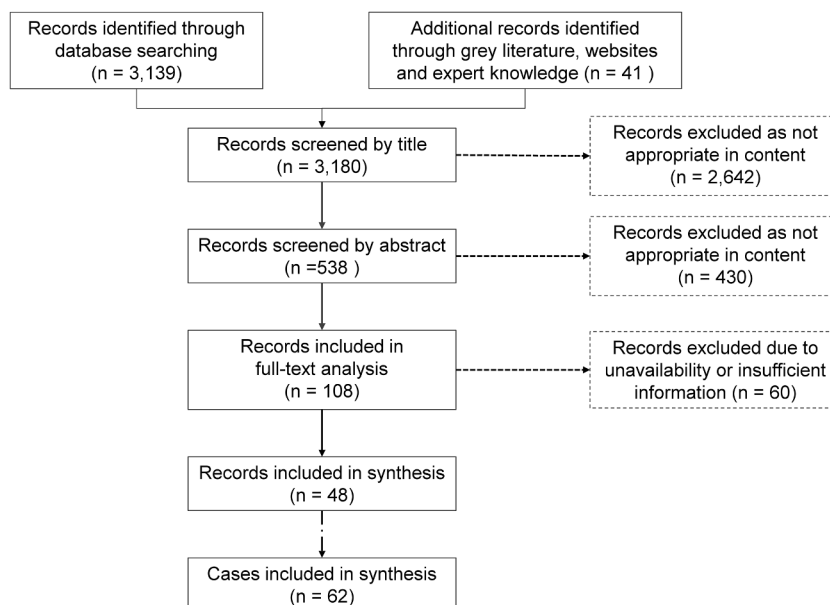 Records identified through
database searching
(n = 3,139)
Additional records identified
through grey literature, websites
and expert knowledge (n = 41 )
Records screened by title
(n = 3,180)
Records excluded as not
appropriate in content
(n = 2,642)
Records screened by abstract
(n =538 )
Records excluded as not
appropriate in content
(n = 430)
Records included in
full-text analysis
(n = 108)
Records excluded due to
unavailability or insufficient
information (n = 60)
Records included in synthesis
(n = 48)
Cases included in synthesis
(n = 62)